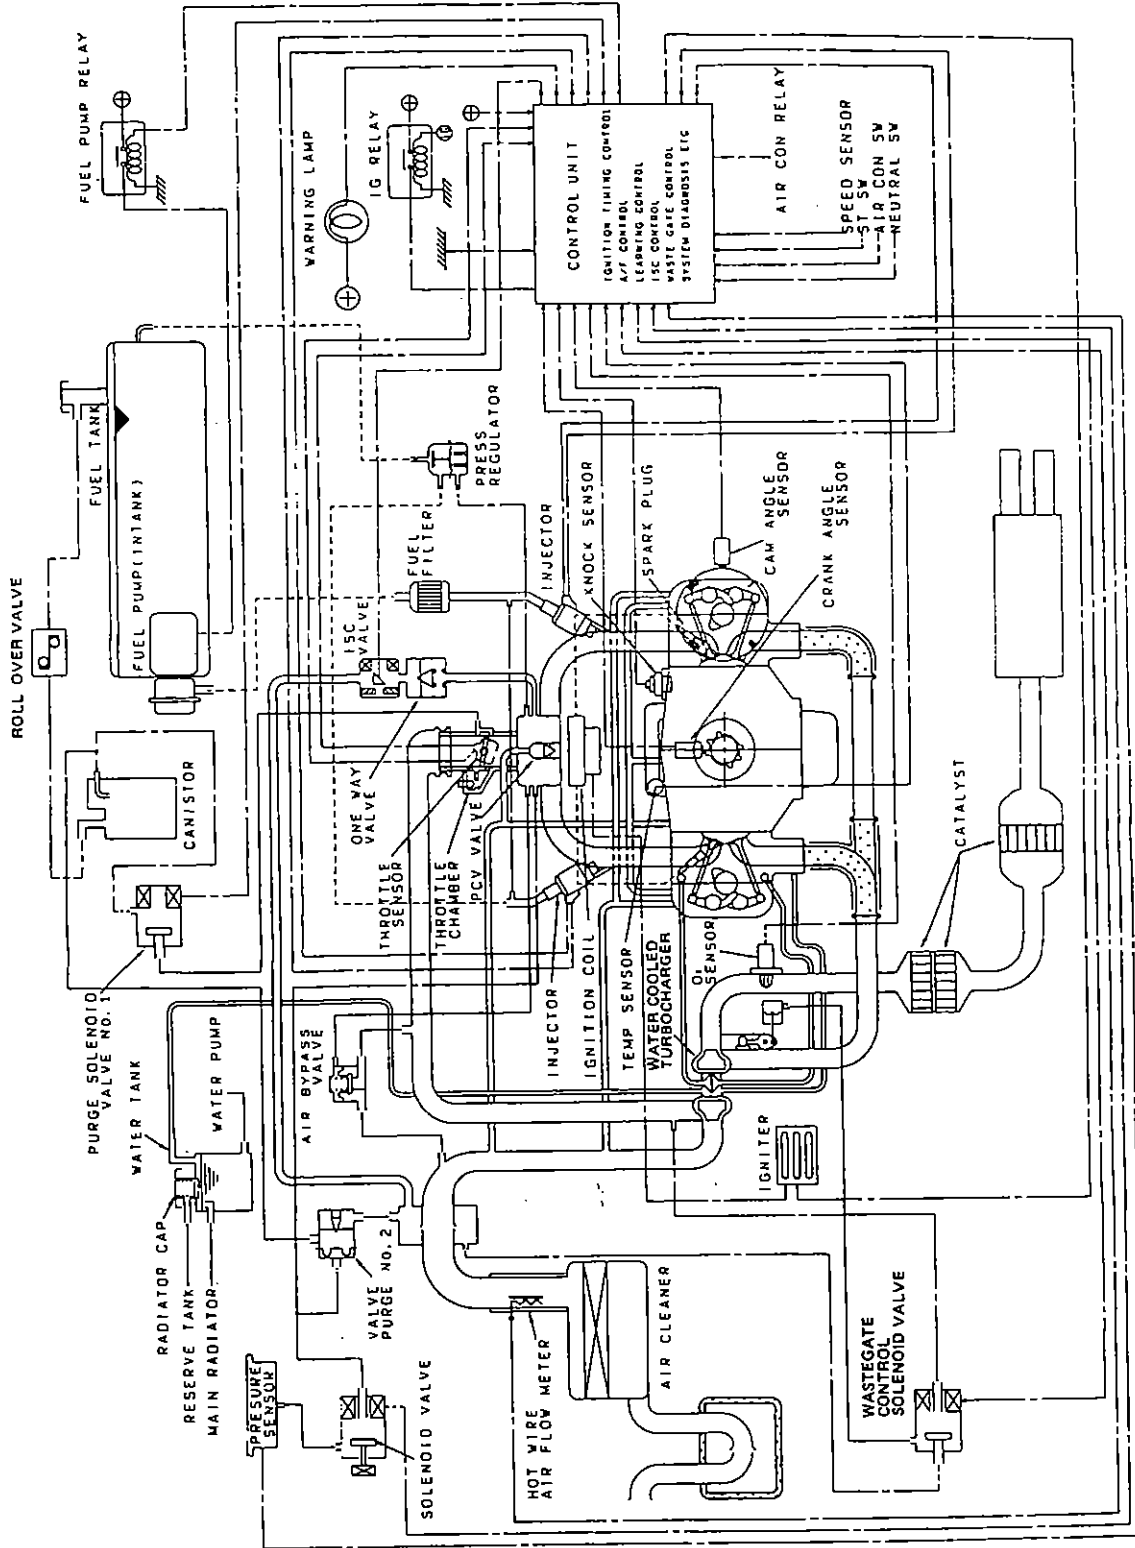 ROLL OVER VALVE
FUEL PUMP RELAY
FUEL TANK
FUEL PUMP(INTANK)
WARNING LAMP
IG RELAY
CANISTOR
PURGE SOLENOID
VALVE NO. 1
WATER TANK
WATER PUMP
RADIATOR CAP
RESERVE TANK
MAIN RADIATOR
PRESURE
SENSOR
SOLENOID VALVE
VALVE
PURGE NO. 2
AIR BYPASS
VALVE
ISC
VALVE
ONE WAY
VALVE
THROTTLE
SENSOR
THROTTLE
CHAMBER
PCV VALVE
FUEL
FILTER
PRESS
REGULATOR
INJECTOR
KNOCK SENSOR
SPARK PLUG
CAM ANGLE
SENSOR
CRANK ANGLE
SENSOR
CONTROL UNIT
IGNITION TIMING CONTROL
A/F CONTROL
LEARNING CONTROL
ISC CONTROL
WASTE GATE CONTROL
SYSTEM DIAGNOSIS ETC
AIR CON RELAY
SPEED SENSOR
ST SW
AIR CON SW
NEUTRAL SW
INJECTOR
IGNITION COIL
TEMP SENSOR
WATER COOLED
TURBOCHARGER
O2
SENSOR
CATALYST
IGNITER
HOT WIRE
AIR FLOW METER
AIR CLEANER
WASTEGATE
CONTROL
SOLENOID VALVE